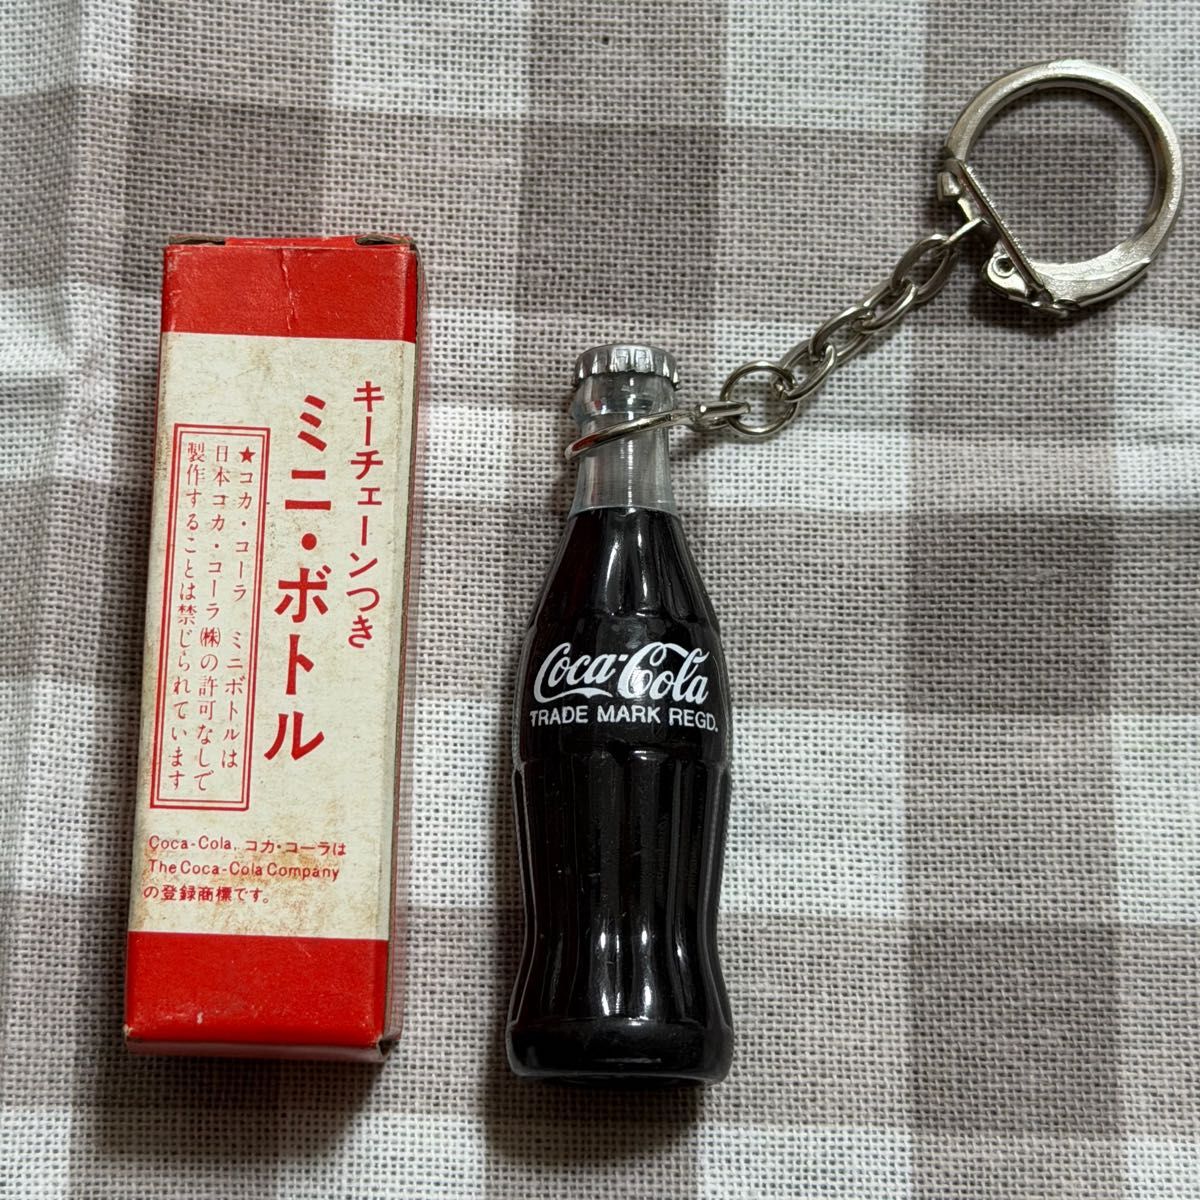 キーチェーンつき
ミニ・ボトル
★コカ・コーラ ミニボトルは
日本コカ・コーラ㈱の許可なしで
製作することは禁じられています
Coca-Cola, コカ・コーラは
The Coca-Cola Company
の登録商標です。
Coca-Cola
TRADE MARK REGD.